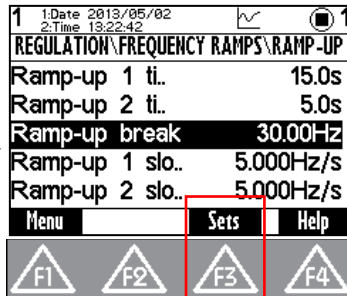 1 1:Date 2013/05/02 1
2:Time 13:22:42
REGULATION\FREQUENCY RAMPS\RAMP-UP
Ramp-up 1 ti.. 15.0s
Ramp-up 2 ti.. 5.0s
Ramp-up break 30.00Hz
Ramp-up 1 slo.. 5.000Hz/s
Ramp-up 2 slo.. 5.000Hz/s
Menu Sets Help
F1 F2 F3 F4